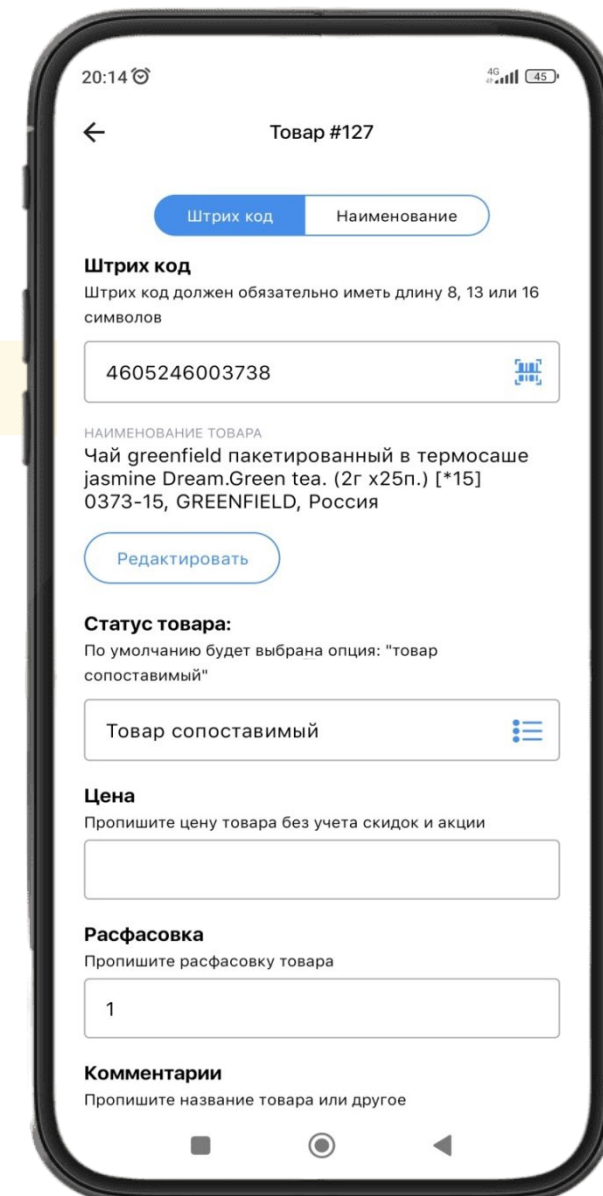 20:14
4G
45
Товар #127
Штрих код
Наименование
Штрих код
Штрих код должен обязательно иметь длину 8, 13 или 16
символов
4605246003738
НАИМЕНОВАНИЕ ТОВАРА
Чай greenfield пакетированный в термосаше
jasmine Dream.Green tea. (2г х25п.) [*15]
0373-15, GREENFIELD, Россия
Редактировать
Статус товара:
По умолчанию будет выбрана опция: "товар
сопоставимый"
Товар сопоставимый
Цена
Пропишите цену товара без учета скидок и акции
Расфасовка
Пропишите расфасовку товара
1
Комментарии
Пропишите название товара или другое